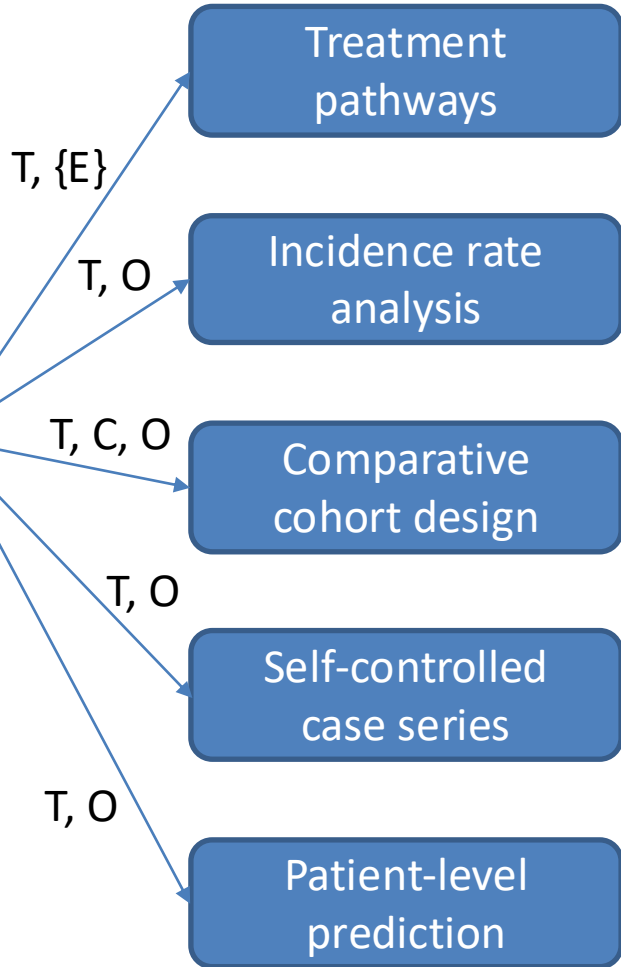 Treatment
pathways
T, {E}
Incidence rate
analysis
T, O
Comparative
cohort design
T, C, O
Self-controlled
case series
T, O
Patient-level
prediction
T, O